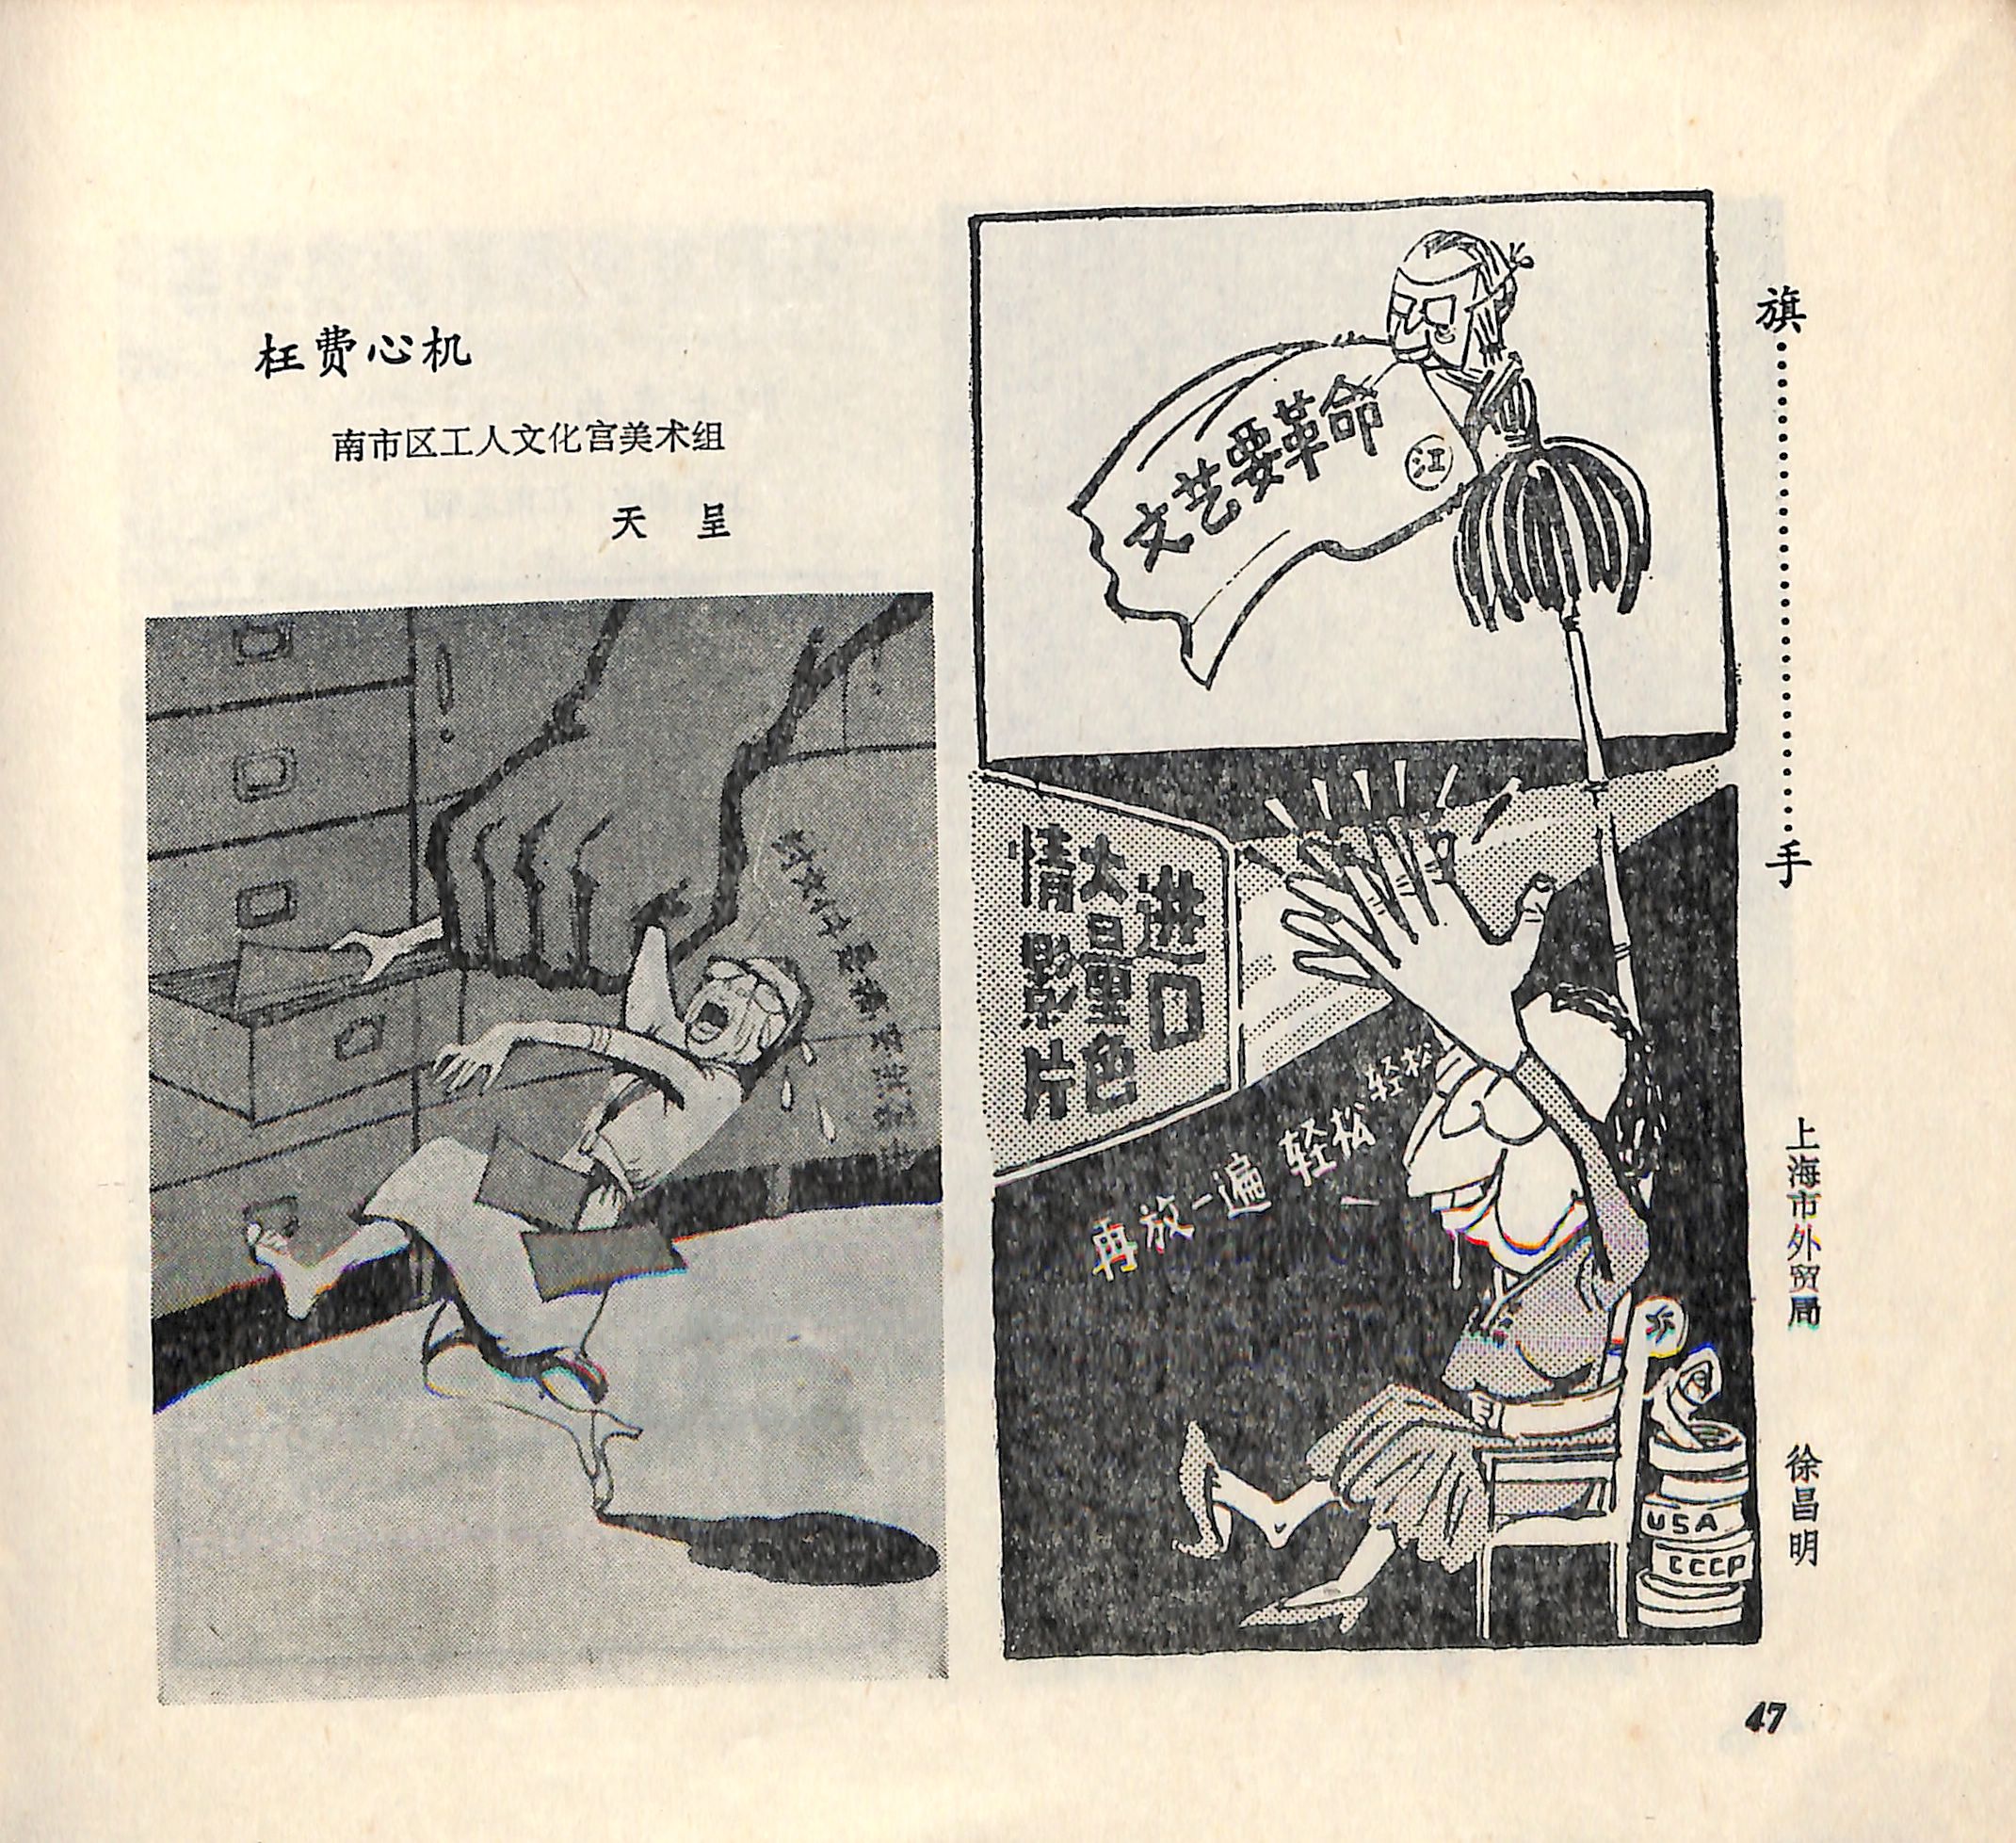 枉费心机
南市区工人文化宫美术组
天 呈
旗……………………手
上海市外贸局 徐昌明
文艺要革命
江
进口
大量色
情影片
再放一遍 轻松 轻松
USA
CCCP
47